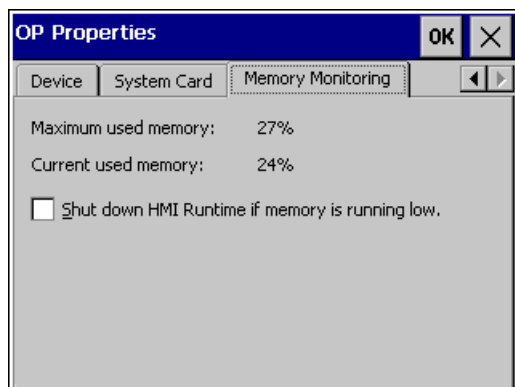 OP Properties OK
Device System Card Memory Monitoring
Maximum used memory: 27%
Current used memory: 24%
Shut down HMI Runtime if memory is running low.